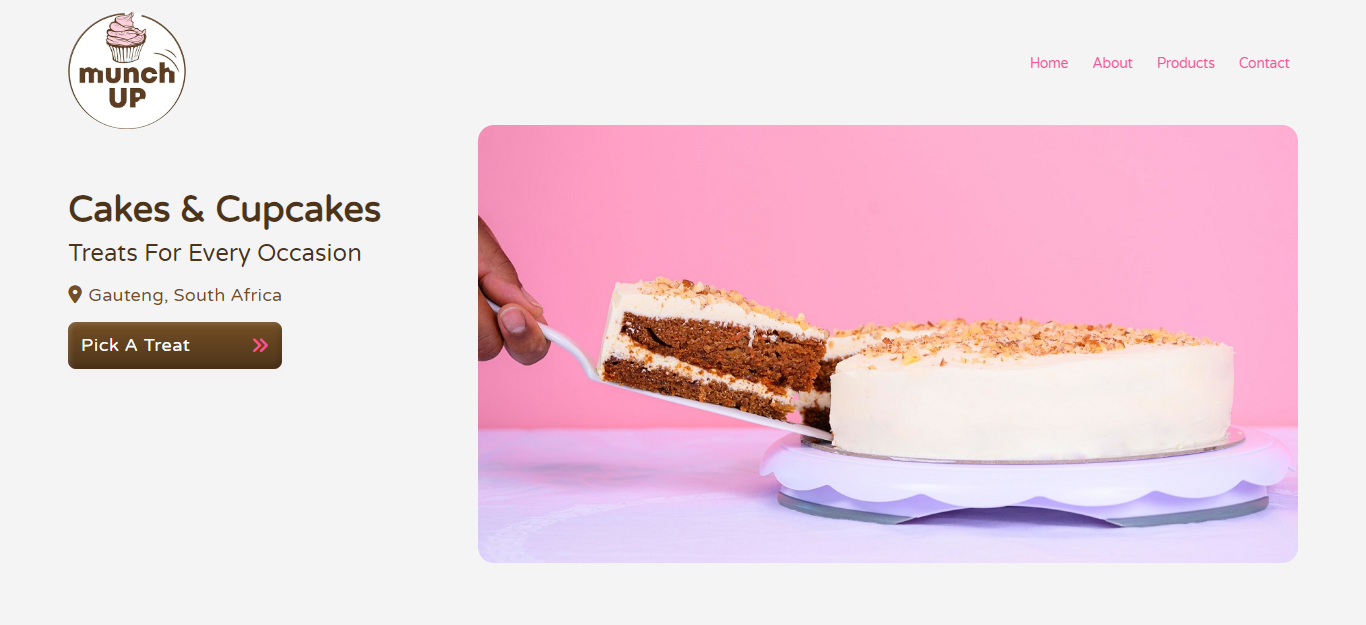 munch
UP
Home About Products Contact
Cakes & Cupcakes
Treats For Every Occasion
Gauteng, South Africa
Pick A Treat